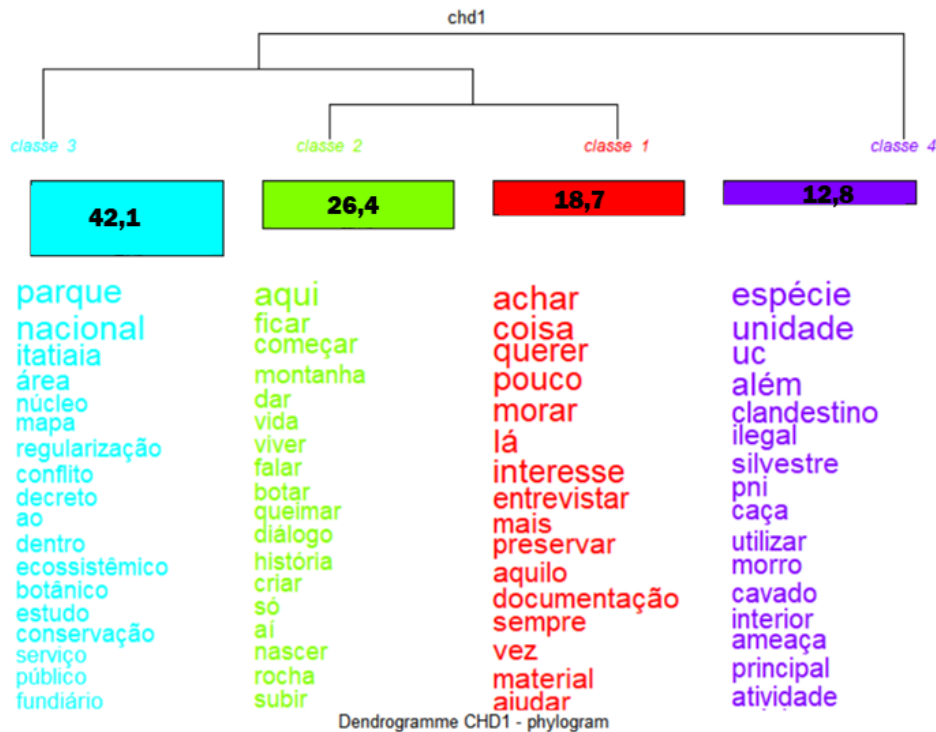 chd1
classe 3
classe 2
classe 1
classe 4
42,1
26,4
18,7
12,8
parque
nacional
itatiaia
área
núcleo
mapa
regularização
conflito
decreto
ao
dentro
ecossistêmico
botânico
estudo
conservação
serviço
público
fundiário
aqui
ficar
começar
montanha
dar
vida
viver
falar
botar
queimar
diálogo
história
criar
só
aí
nascer
rocha
subir
achar
coisa
querer
pouco
morar
lá
interesse
entrevistar
mais
preservar
aquilo
documentação
sempre
vez
material
ajudar
espécie
unidade
uc
além
clandestino
ilegal
silvestre
pni
caça
utilizar
morro
cavado
interior
ameaça
principal
atividade
Dendrogramme CHD1 - phylogram